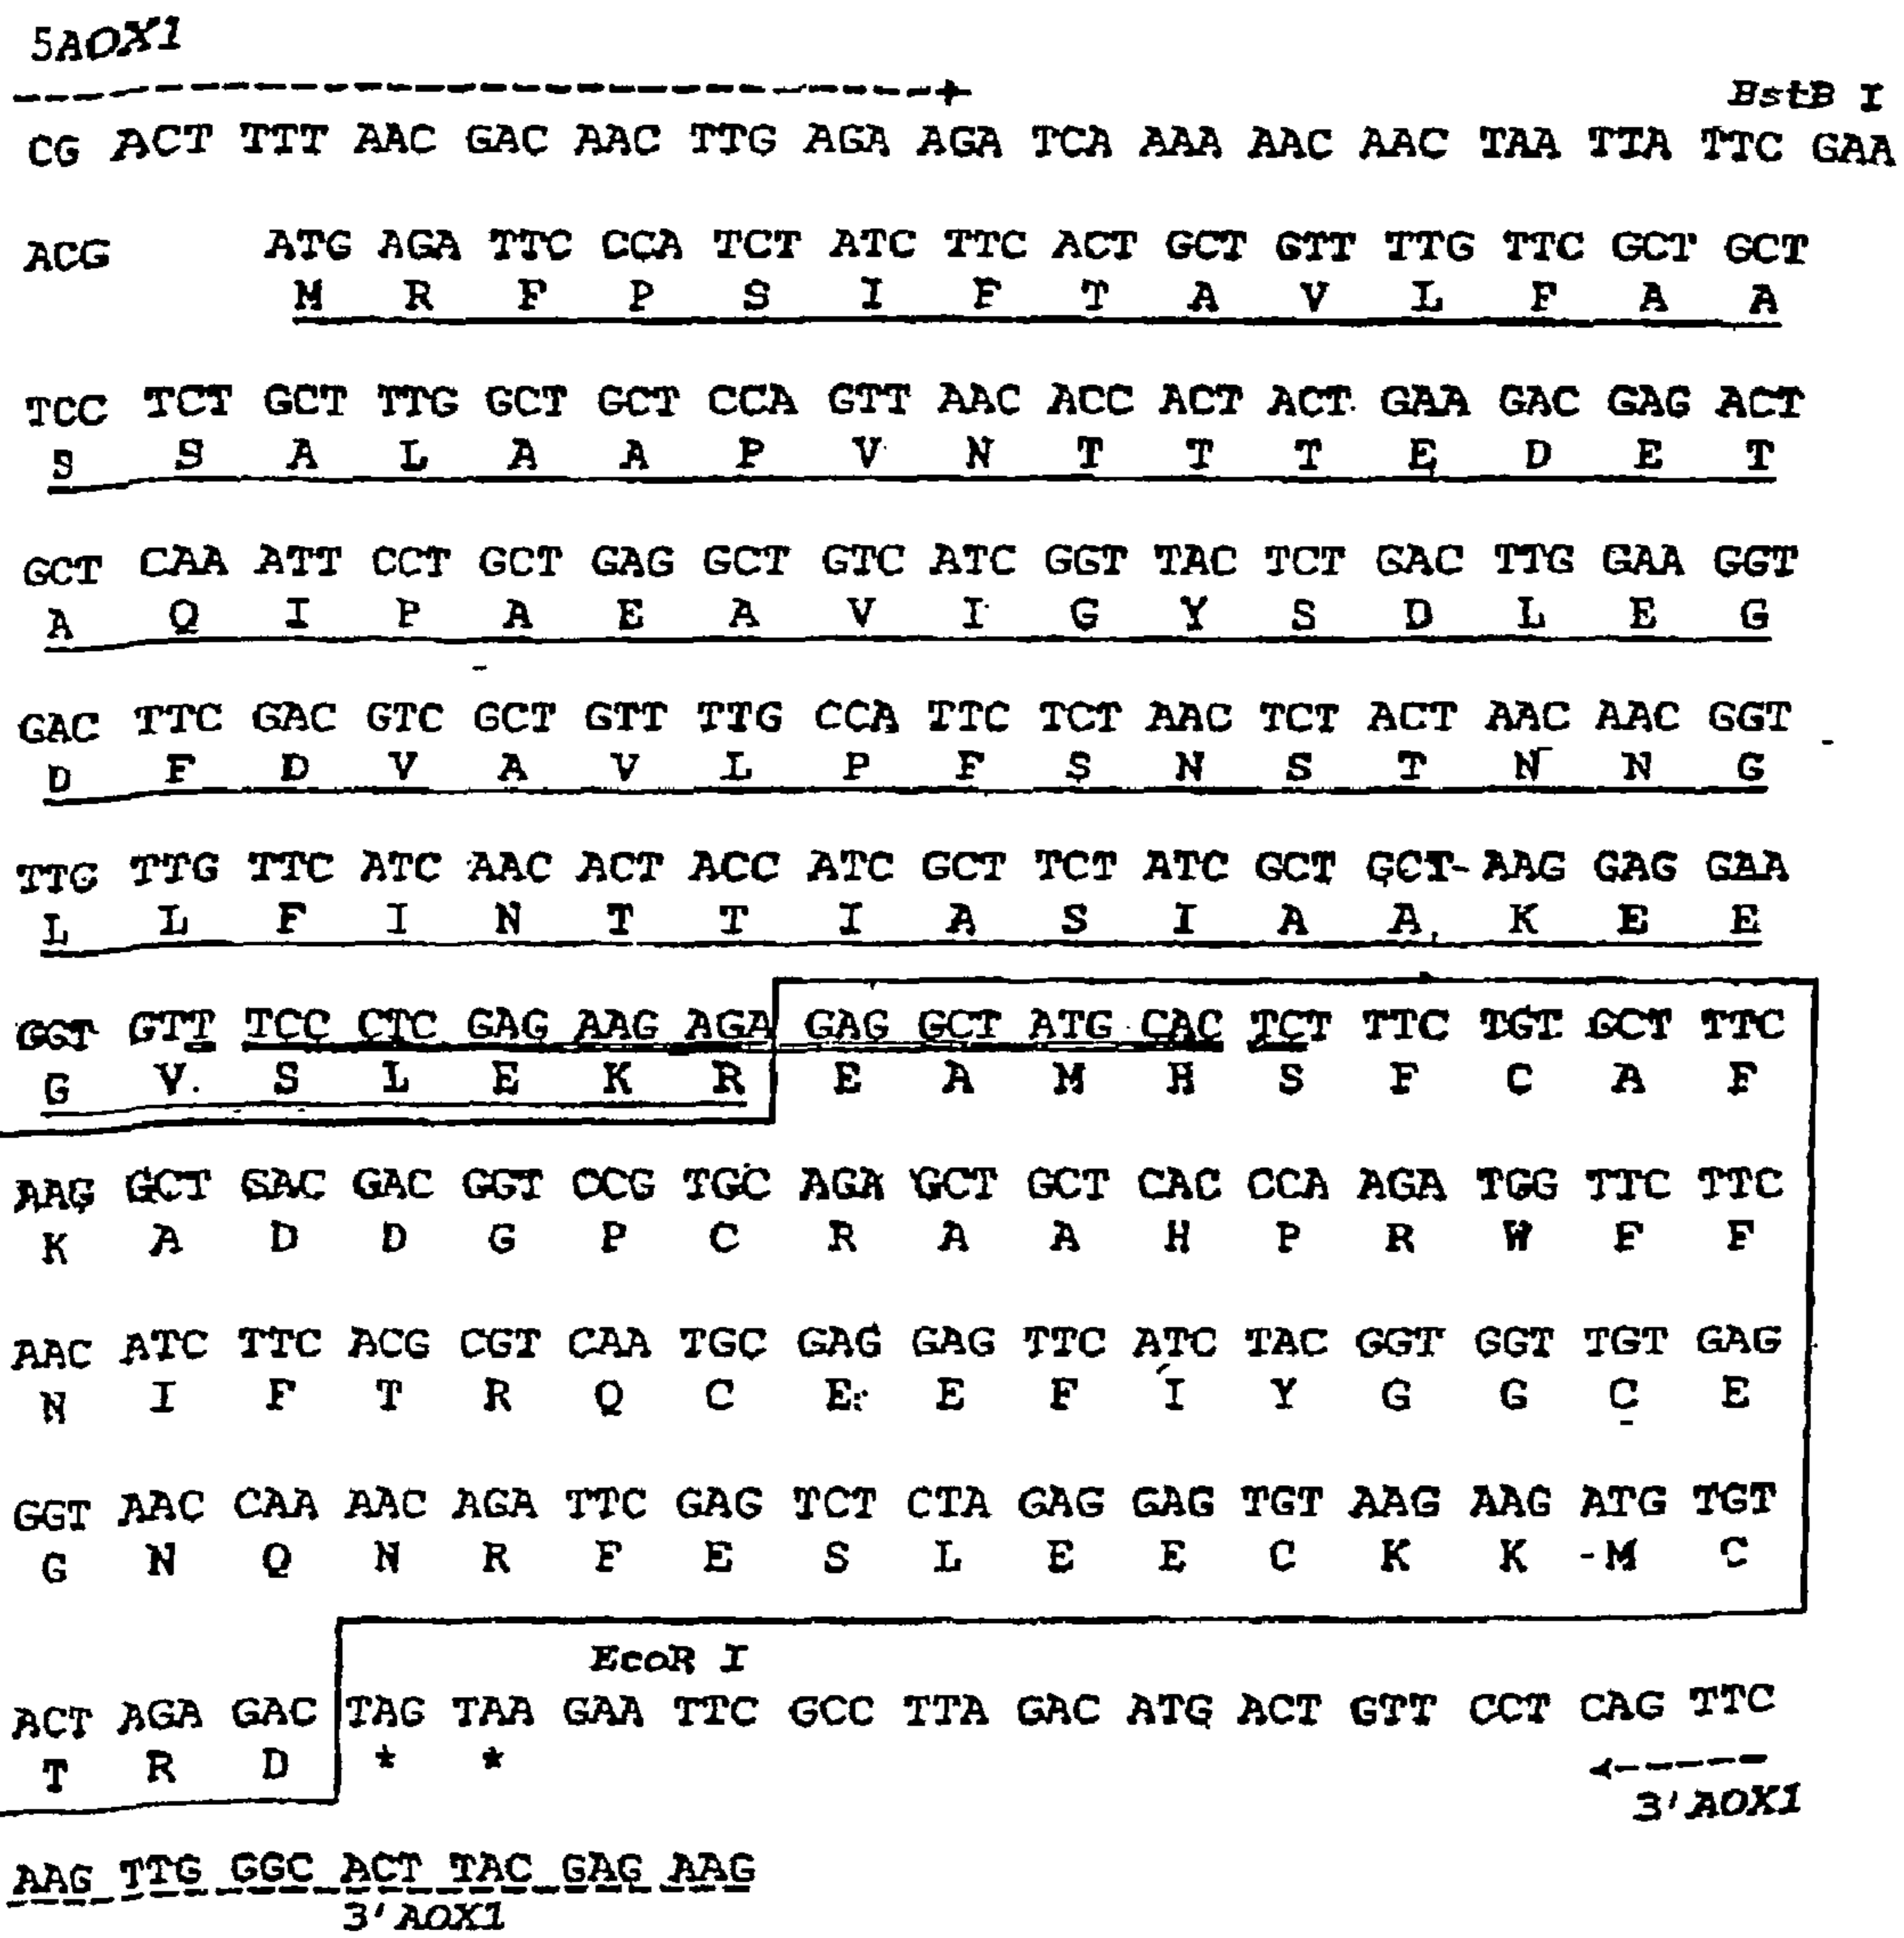 5AOX1
BstB I
CG ACT TTT AAC GAC AAC TTG AGA AGA TCA AAA AAC AAC TAA TTA TTC GAA
ACG ATG AGA TTC CCA TCT ATC TTC ACT GCT GTT TTG TTC GCT GCT
M R F P S I F T A V L F A A
TCC TCT GCT TTG GCT GCT CCA GTT AAC ACC ACT ACT GAA GAC GAG ACT
S S A L A A P V N T T T E D E T
GCT CAA ATT CCT GCT GAG GCT GTC ATC GGT TAC TCT GAC TTG GAA GGT
A Q I P A E A V I G Y S D L E G
GAC TTC GAC GTC GCT GTT TTG CCA TTC TCT AAC TCT ACT AAC AAC GGT
D F D V A V L P F S N S T N N G
TTG TTG TTC ATC AAC ACT ACC ATC GCT TCT ATC GCT GCT AAG GAG GAA
L L F I N T T I A S I A A K E E
GGT GTT TCC CTC GAG AAG AGA GAG GCT ATG CAC TCT TTC TGT GCT TTC
G V S L E K R E A M H S F C A F
AAG GCT GAC GAC GGT CCG TGC AGA GCT GCT CAC CCA AGA TGG TTC TTC
K A D D G P C R A A H P R W F F
AAC ATC TTC ACG CGT CAA TGC GAG GAG TTC ATC TAC GGT GGT TGT GAG
N I F T R Q C E E F I Y G G C E
GGT AAC CAA AAC AGA TTC GAG TCT CTA GAG GAG TGT AAG AAG ATG TGT
G N Q N R F E S L E E C K K M C
EcoR I
ACT AGA GAC TAG TAA GAA TTC GCC TTA GAC ATG ACT GTT CCT CAG TTC
T R D * *
3'AOX1
AAG TTG GGC ACT TAC GAG AAG
3'AOX1